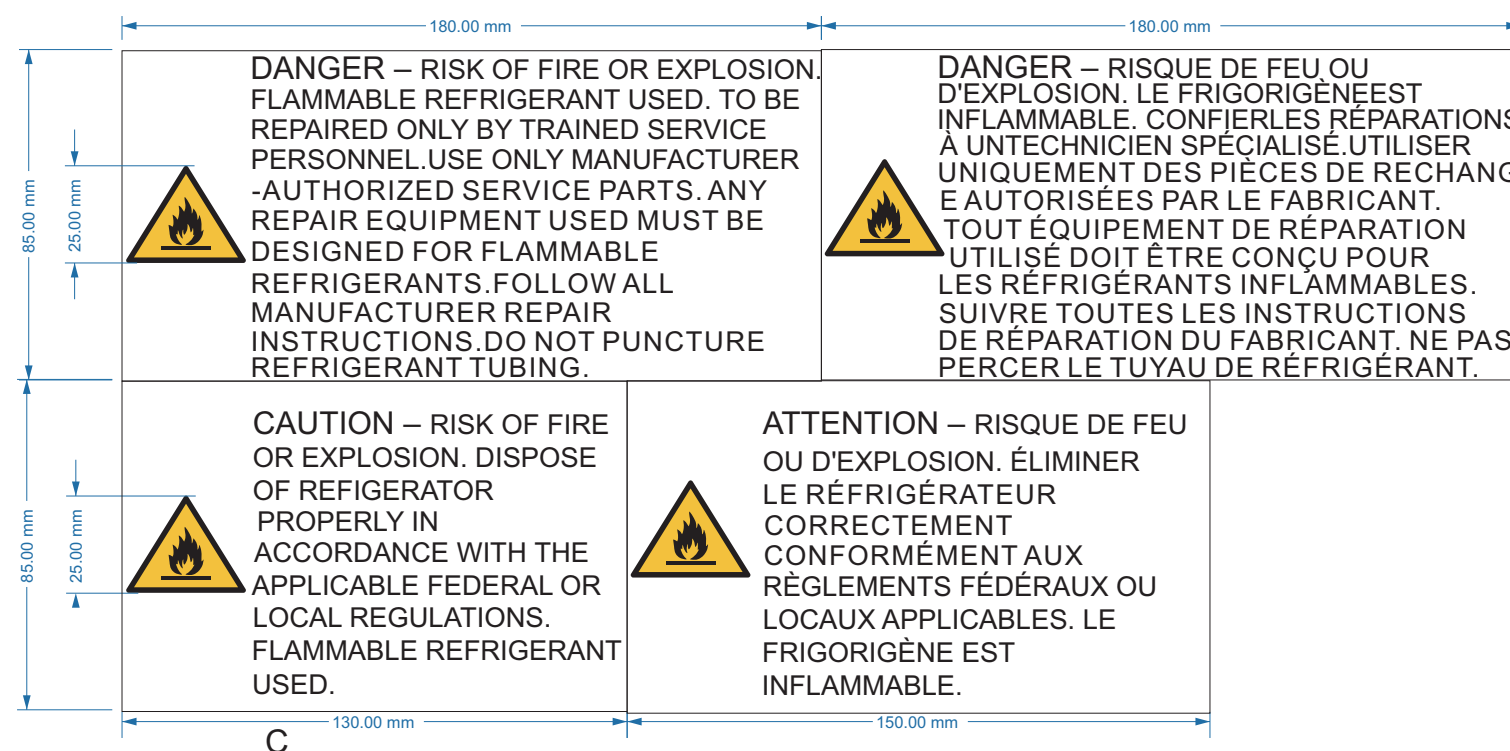 180.00 mm
180.00 mm
85.00 mm
25.00 mm
DANGER – RISK OF FIRE OR EXPLOSION.
FLAMMABLE REFRIGERANT USED. TO BE
REPAIRED ONLY BY TRAINED SERVICE
PERSONNEL.USE ONLY MANUFACTURER
-AUTHORIZED SERVICE PARTS. ANY
REPAIR EQUIPMENT USED MUST BE
DESIGNED FOR FLAMMABLE
REFRIGERANTS.FOLLOW ALL
MANUFACTURER REPAIR
INSTRUCTIONS.DO NOT PUNCTURE
REFRIGERANT TUBING.
DANGER – RISQUE DE FEU OU
D'EXPLOSION. LE FRIGORIGÈNEEST
INFLAMMABLE. CONFIERLES RÉPARATIONS
À UNTECHNICIEN SPÉCIALISÉ.UTILISER
UNIQUEMENT DES PIÈCES DE RECHANG
E AUTORISÉES PAR LE FABRICANT.
TOUT ÉQUIPEMENT DE RÉPARATION
UTILISÉ DOIT ÊTRE CONÇU POUR
LES RÉFRIGÉRANTS INFLAMMABLES.
SUIVRE TOUTES LES INSTRUCTIONS
DE RÉPARATION DU FABRICANT. NE PAS
PERCER LE TUYAU DE RÉFRIGÉRANT.
85.00 mm
25.00 mm
CAUTION – RISK OF FIRE
OR EXPLOSION. DISPOSE
OF REFIGERATOR
PROPERLY IN
ACCORDANCE WITH THE
APPLICABLE FEDERAL OR
LOCAL REGULATIONS.
FLAMMABLE REFRIGERANT
USED.
ATTENTION – RISQUE DE FEU
OU D'EXPLOSION. ÉLIMINER
LE RÉFRIGÉRATEUR
CORRECTEMENT
CONFORMÉMENT AUX
RÈGLEMENTS FÉDÉRAUX OU
LOCAUX APPLICABLES. LE
FRIGORIGÈNE EST
INFLAMMABLE.
130.00 mm
150.00 mm
C